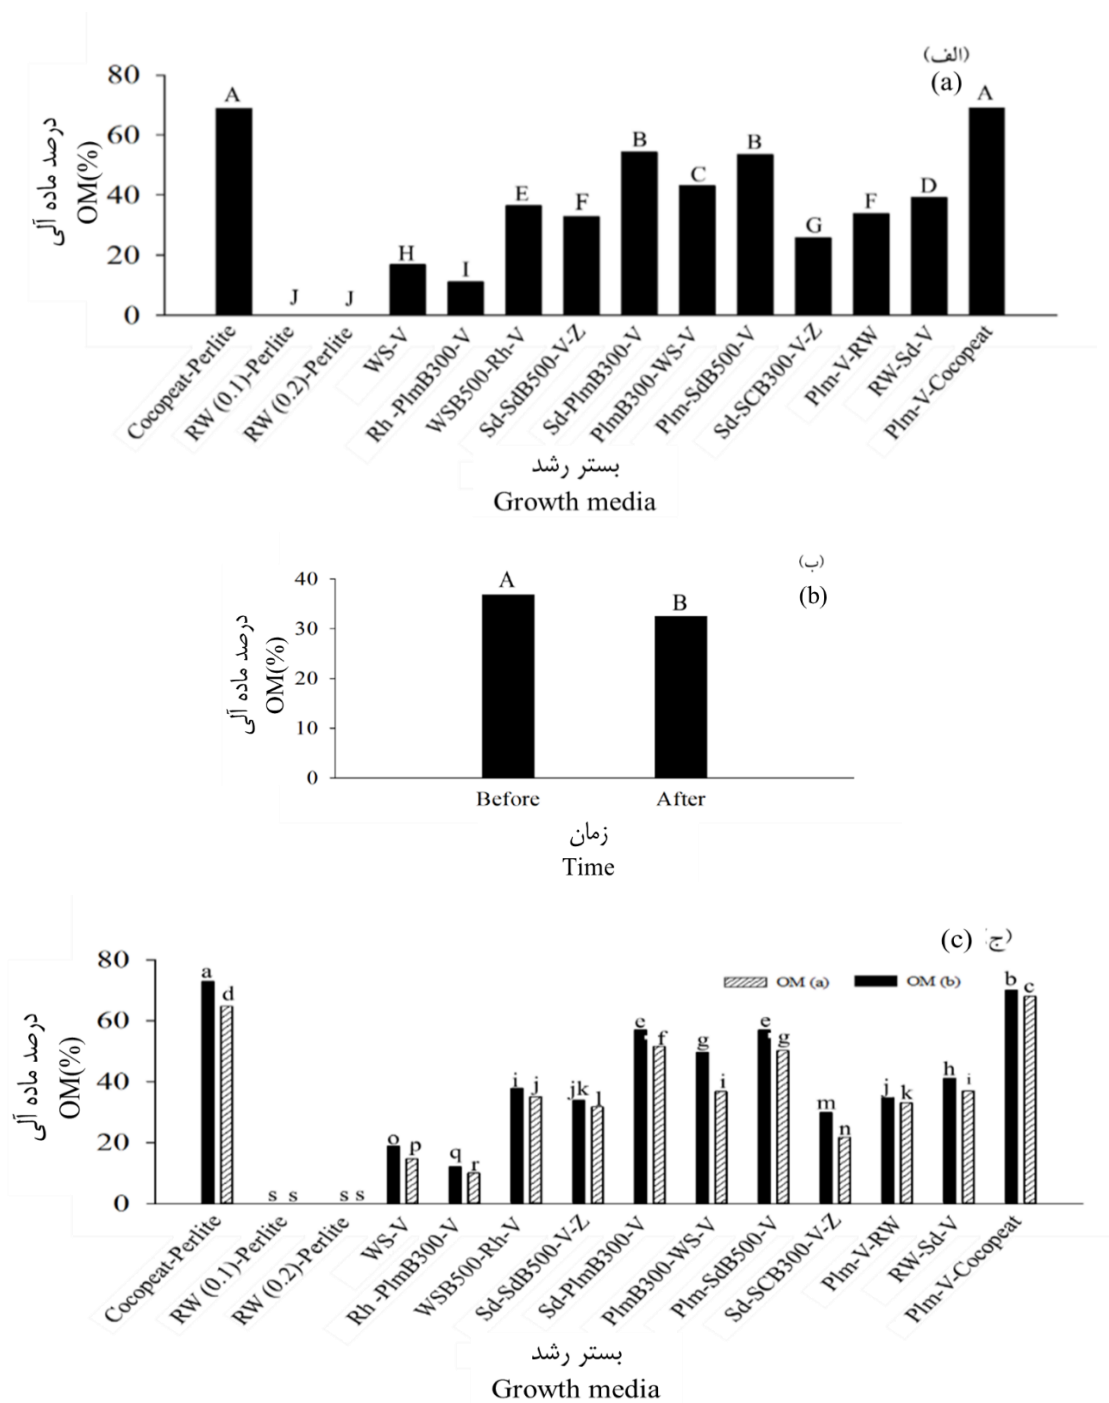 (الف)
(a)
درصد ماده آلی
OM(%)
80
60
40
20
0
A
J
J
H
I
E
F
B
C
B
G
F
D
A
Cocopeat-Perlite
RW (0.1)-Perlite
RW (0.2)-Perlite
WS-V
Rh -PlmB300-V
WSB500-Rh-V
Sd-SdB500-V-Z
Sd-PlmB300-V
PlmB300-WS-V
Plm-SdB500-V
Sd-SCB300-V-Z
Plm-V-RW
RW-Sd-V
Plm-V-Cocopeat
بستر رشد
Growth media
(ب)
(b)
درصد ماده آلی
OM(%)
40
30
20
10
0
A
B
Before
After
زمان
Time
(c)
ج)
درصد ماده آلی
OM(%)
80
60
40
20
0
OM (a)
OM (b)
a
d
s s
s s
o
p
q
r
i
j
jk
l
e
f
g
i
e
g
m
n
j
k
h
i
b
c
Cocopeat-Perlite
RW (0.1)-Perlite
RW (0.2)-Perlite
WS-V
Rh -PlmB300-V
WSB500-Rh-V
Sd-SdB500-V-Z
Sd-PlmB300-V
PlmB300-WS-V
Plm-SdB500-V
Sd-SCB300-V-Z
Plm-V-RW
RW-Sd-V
Plm-V-Cocopeat
بستر رشد
Growth media